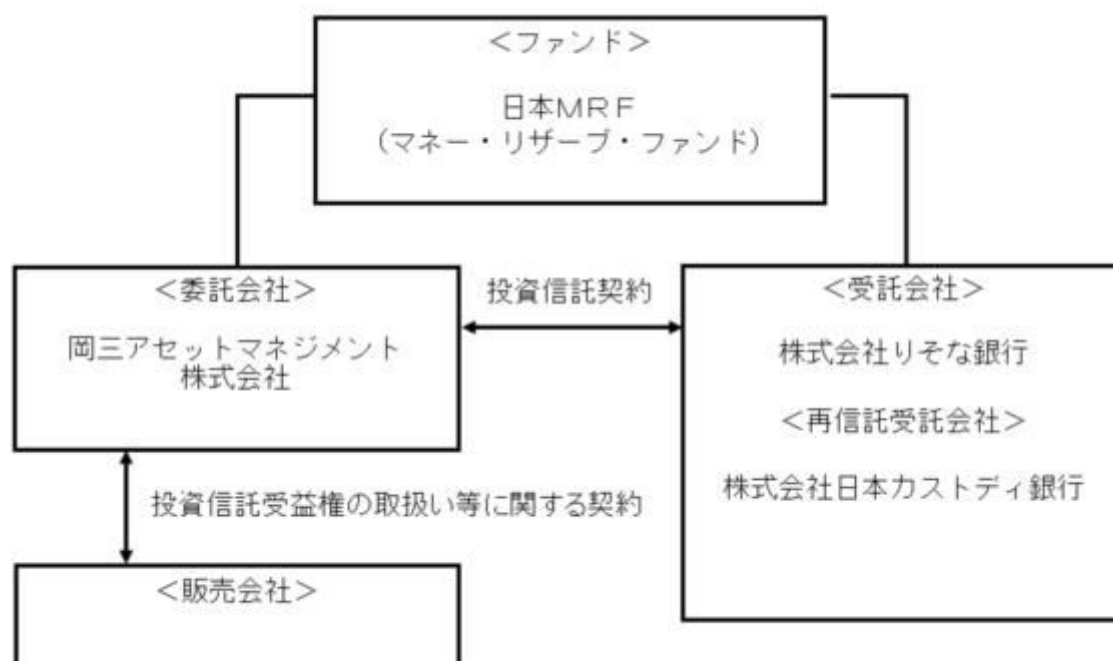 ＜ファンド＞
日本ＭＲＦ
（マネー・リザーブ・ファンド）
＜委託会社＞
岡三アセットマネジメント
株式会社
投資信託契約
＜受託会社＞
株式会社りそな銀行
＜再信託受託会社＞
株式会社日本カストディ銀行
投資信託受益権の取扱い等に関する契約
＜販売会社＞